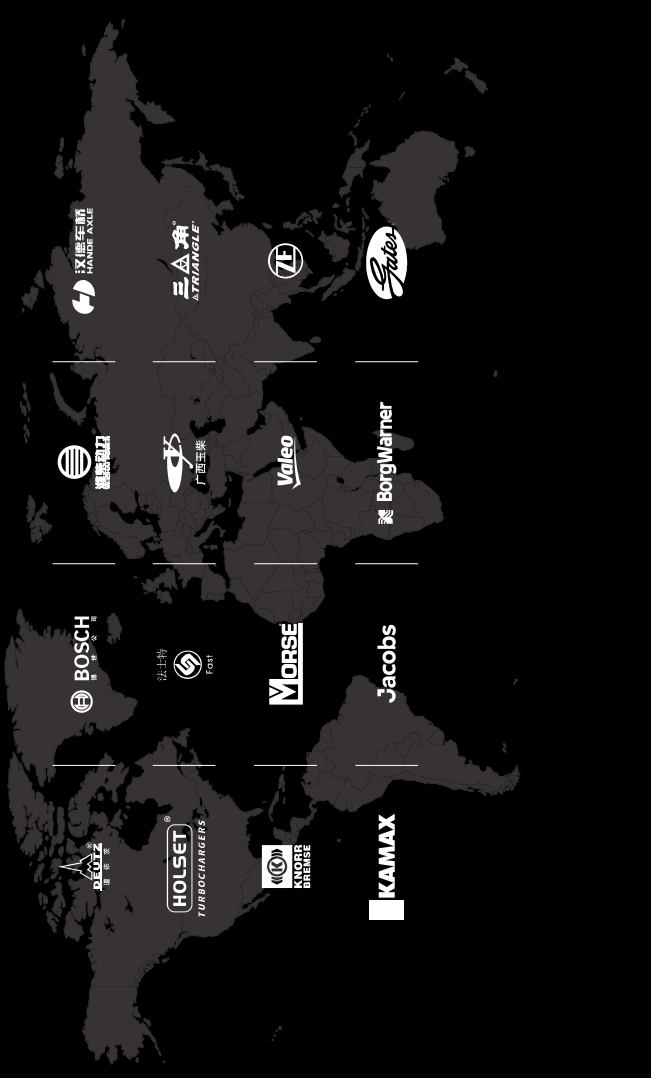 DEUTZ®
道依茨
BOSCH
博世公司
潍柴动力
汉德车桥
HANDE AXLE
HOLSET®
TURBOCHARGERS
法士特
Fast
广西玉柴
三角®
TRIANGLE
KNORR
BREMSE
MORSE
Valeo
ZF
KAMAX
Jacobs
BorgWarner
Gates